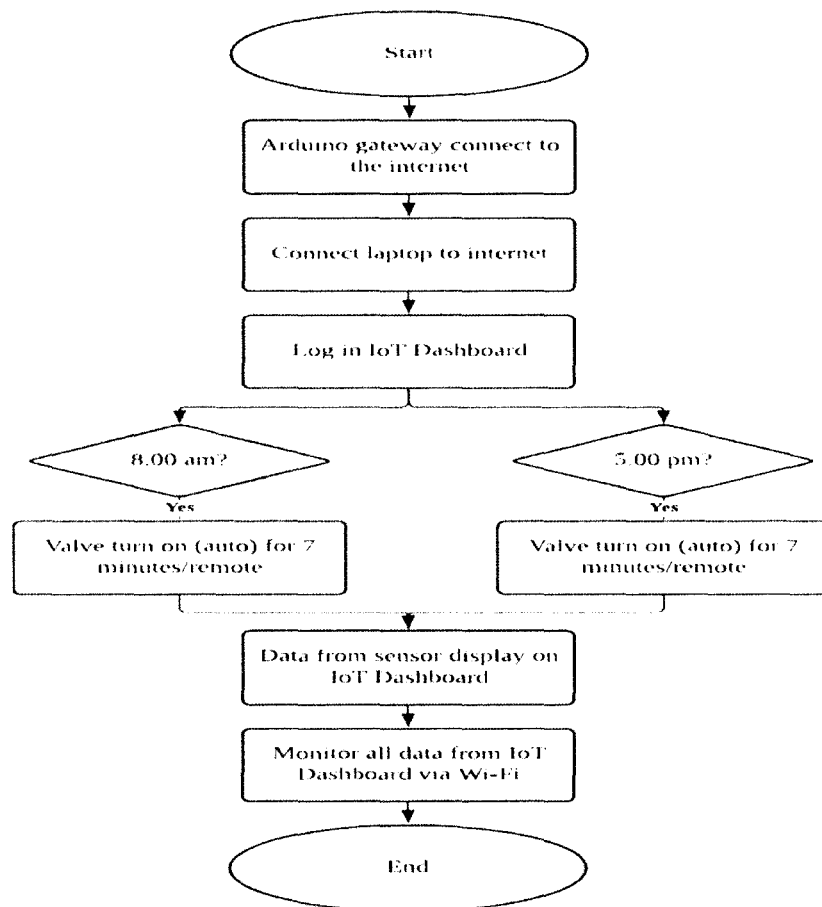 Start
Arduino gateway connect to
the internet
Connect laptop to internet
Log in IoT Dashboard
8.00 am?
5.00 pm?
Yes
Yes
Valve turn on (auto) for 7
minutes/remote
Valve turn on (auto) for 7
minutes/remote
Data from sensor display on
IoT Dashboard
Monitor all data from IoT
Dashboard via Wi-Fi
End